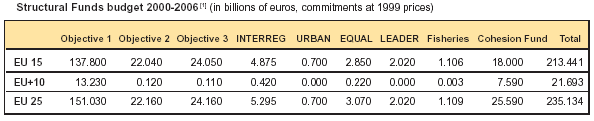 Structural Funds budget 2000-2006 [1] (in billions of euros, commitments at 1999 prices)
Objective 1 Objective 2 Objective 3 INTERREG URBAN EQUAL LEADER Fisheries Cohesion Fund Total
EU 15 137.800 22.040 24.050 4.875 0.700 2.850 2.020 1.106 18.000 213.441
EU+10 13.230 0.120 0.110 0.420 0.000 0.220 0.000 0.003 7.590 21.693
EU 25 151.030 22.160 24.160 5.295 0.700 3.070 2.020 1.109 25.590 235.134